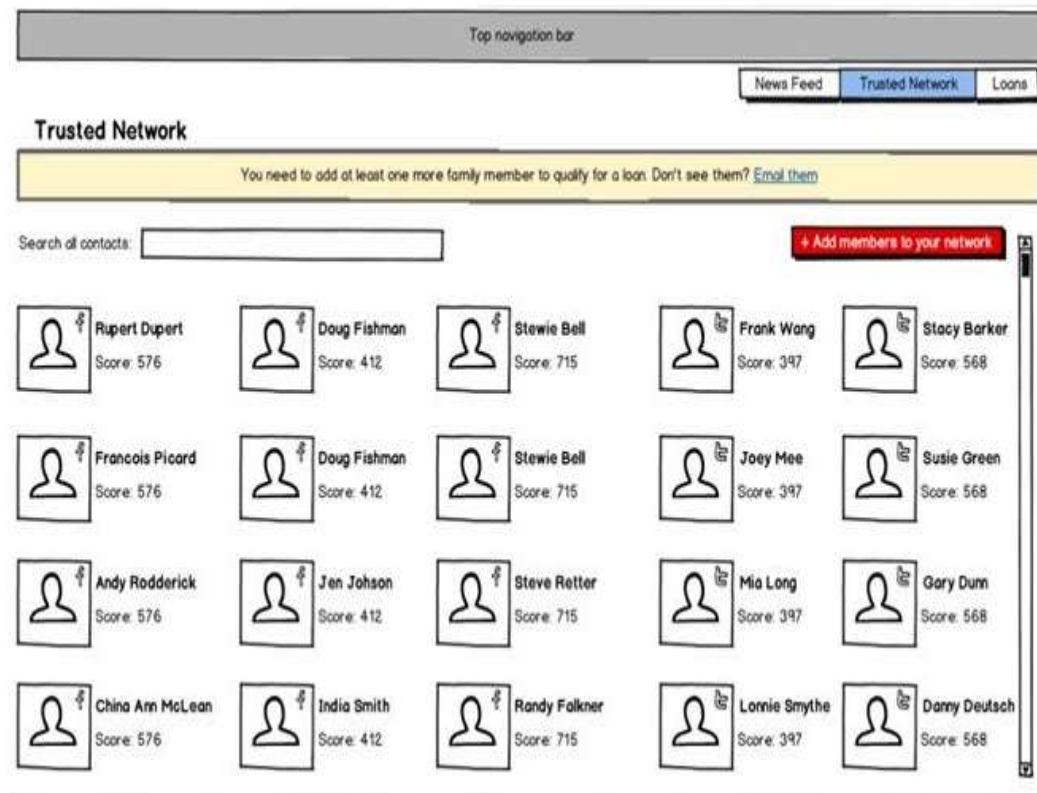 Top navigation bar
News Feed Trusted Network Loans
Trusted Network
You need to add at least one more family member to qualify for a loan. Don't see them? Email them
Search all contacts:
+ Add members to your network
Rupert Dupert Doug Fishman Stewie Bell Frank Wang Stacy Barker
Score: 576 Score: 412 Score: 715 Score: 397 Score: 568
Francois Picard Doug Fishman Stewie Bell Joey Mee Susie Green
Score: 576 Score: 412 Score: 715 Score: 397 Score: 568
Andy Rodderick Jen Johson Steve Retter Mia Long Gary Dunn
Score: 576 Score: 412 Score: 715 Score: 397 Score: 568
China Ann McLean India Smith Randy Falkner Lonnie Smythe Danny Deutsch
Score: 576 Score: 412 Score: 715 Score: 397 Score: 568